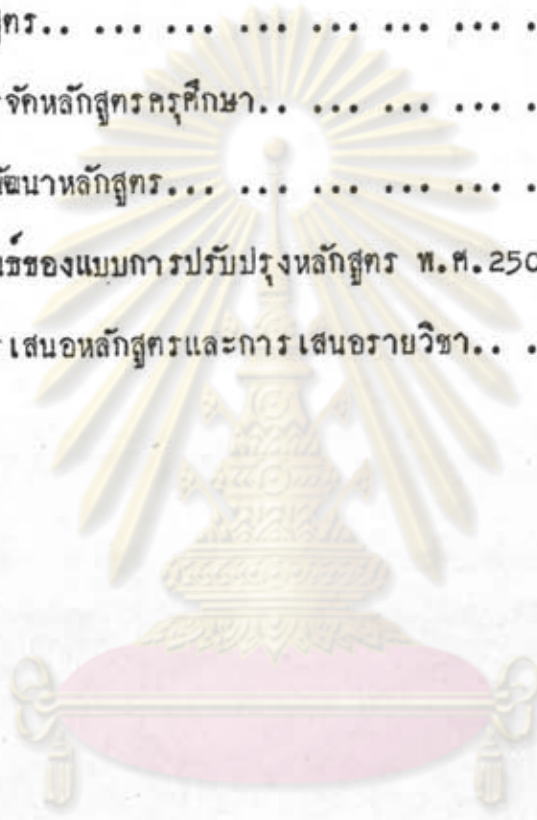 สูตร.. ... ... ... ... ... ... .
จัดหลักสูตรครุศึกษา.. ... ... ... .
พัฒนาหลักสูตร... ... ... ... ... .
ของแบบการปรับปรุงหลักสูตร พ.ศ.250
เสนอหลักสูตรและการเสนอรายวิชา.. .